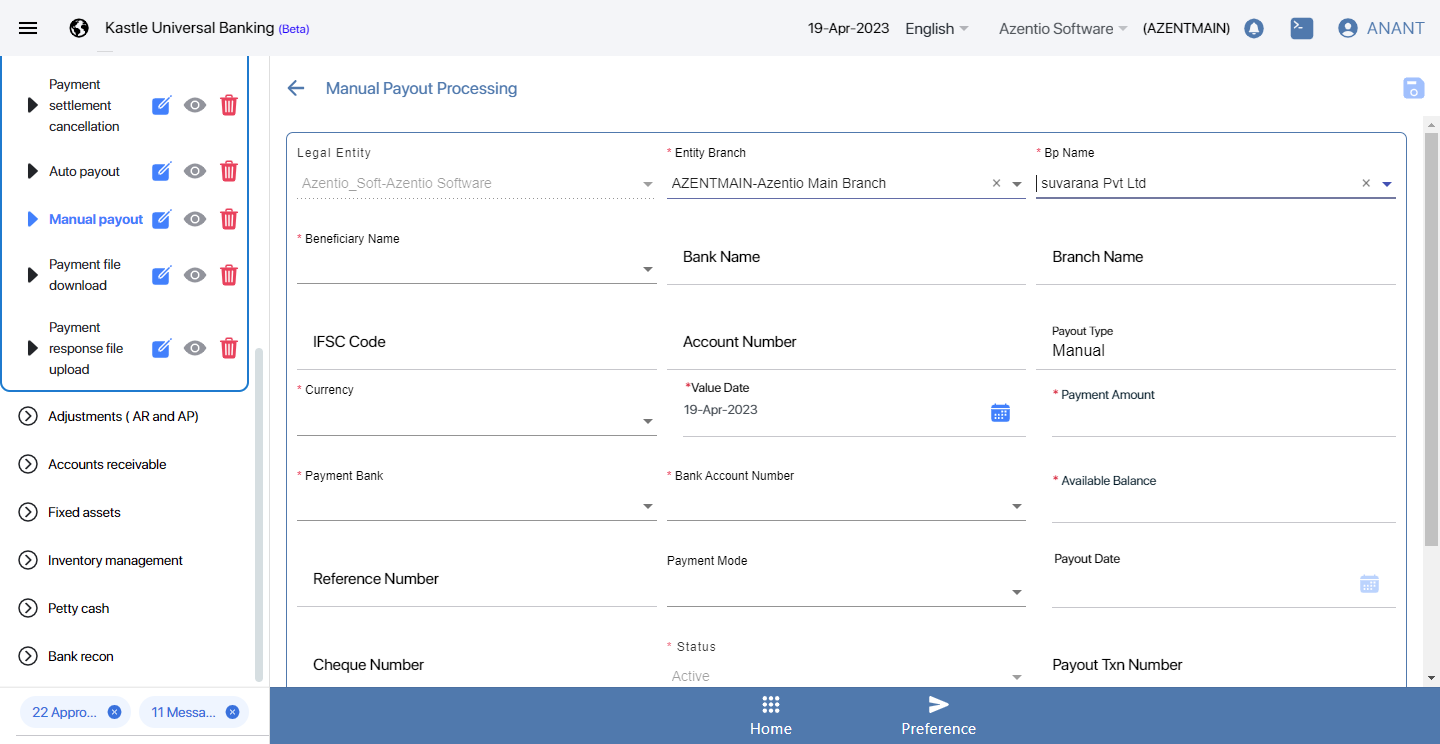 Kastle Universal Banking (Beta)
19-Apr-2023
English
Azentio Software
(AZENTMAIN)
ANANT
Payment
settlement
cancellation
Auto payout
Manual payout
Payment file
download
Payment
response file
upload
Adjustments ( AR and AP)
Accounts receivable
Fixed assets
Inventory management
Petty cash
Bank recon
22 Appro...
11 Messa...
Manual Payout Processing
Legal Entity
Azentio_Soft-Azentio Software
* Entity Branch
AZENTMAIN-Azentio Main Branch
* Bp Name
suvarana Pvt Ltd
* Beneficiary Name
Bank Name
Branch Name
IFSC Code
Account Number
Payout Type
Manual
* Currency
*Value Date
19-Apr-2023
* Payment Amount
* Payment Bank
* Bank Account Number
* Available Balance
Reference Number
Payment Mode
Payout Date
Cheque Number
* Status
Active
Payout Txn Number
Home
Preference